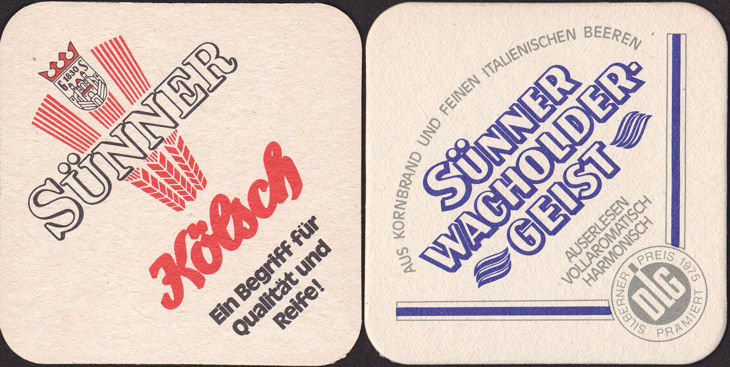 G 1830 S
SÜNNER
Kölsch
Ein Begriff für
Qualität und
Reife!
AUS KORNBRAND UND FEINEN ITALIENISCHEN BEEREN
SÜNNER
WACHOLDER-
GEIST
AUSERLESEN
VOLLAROMATISCH
HARMONISCH
SILBERNER PREIS 1975
DLG
PRÄMIERT